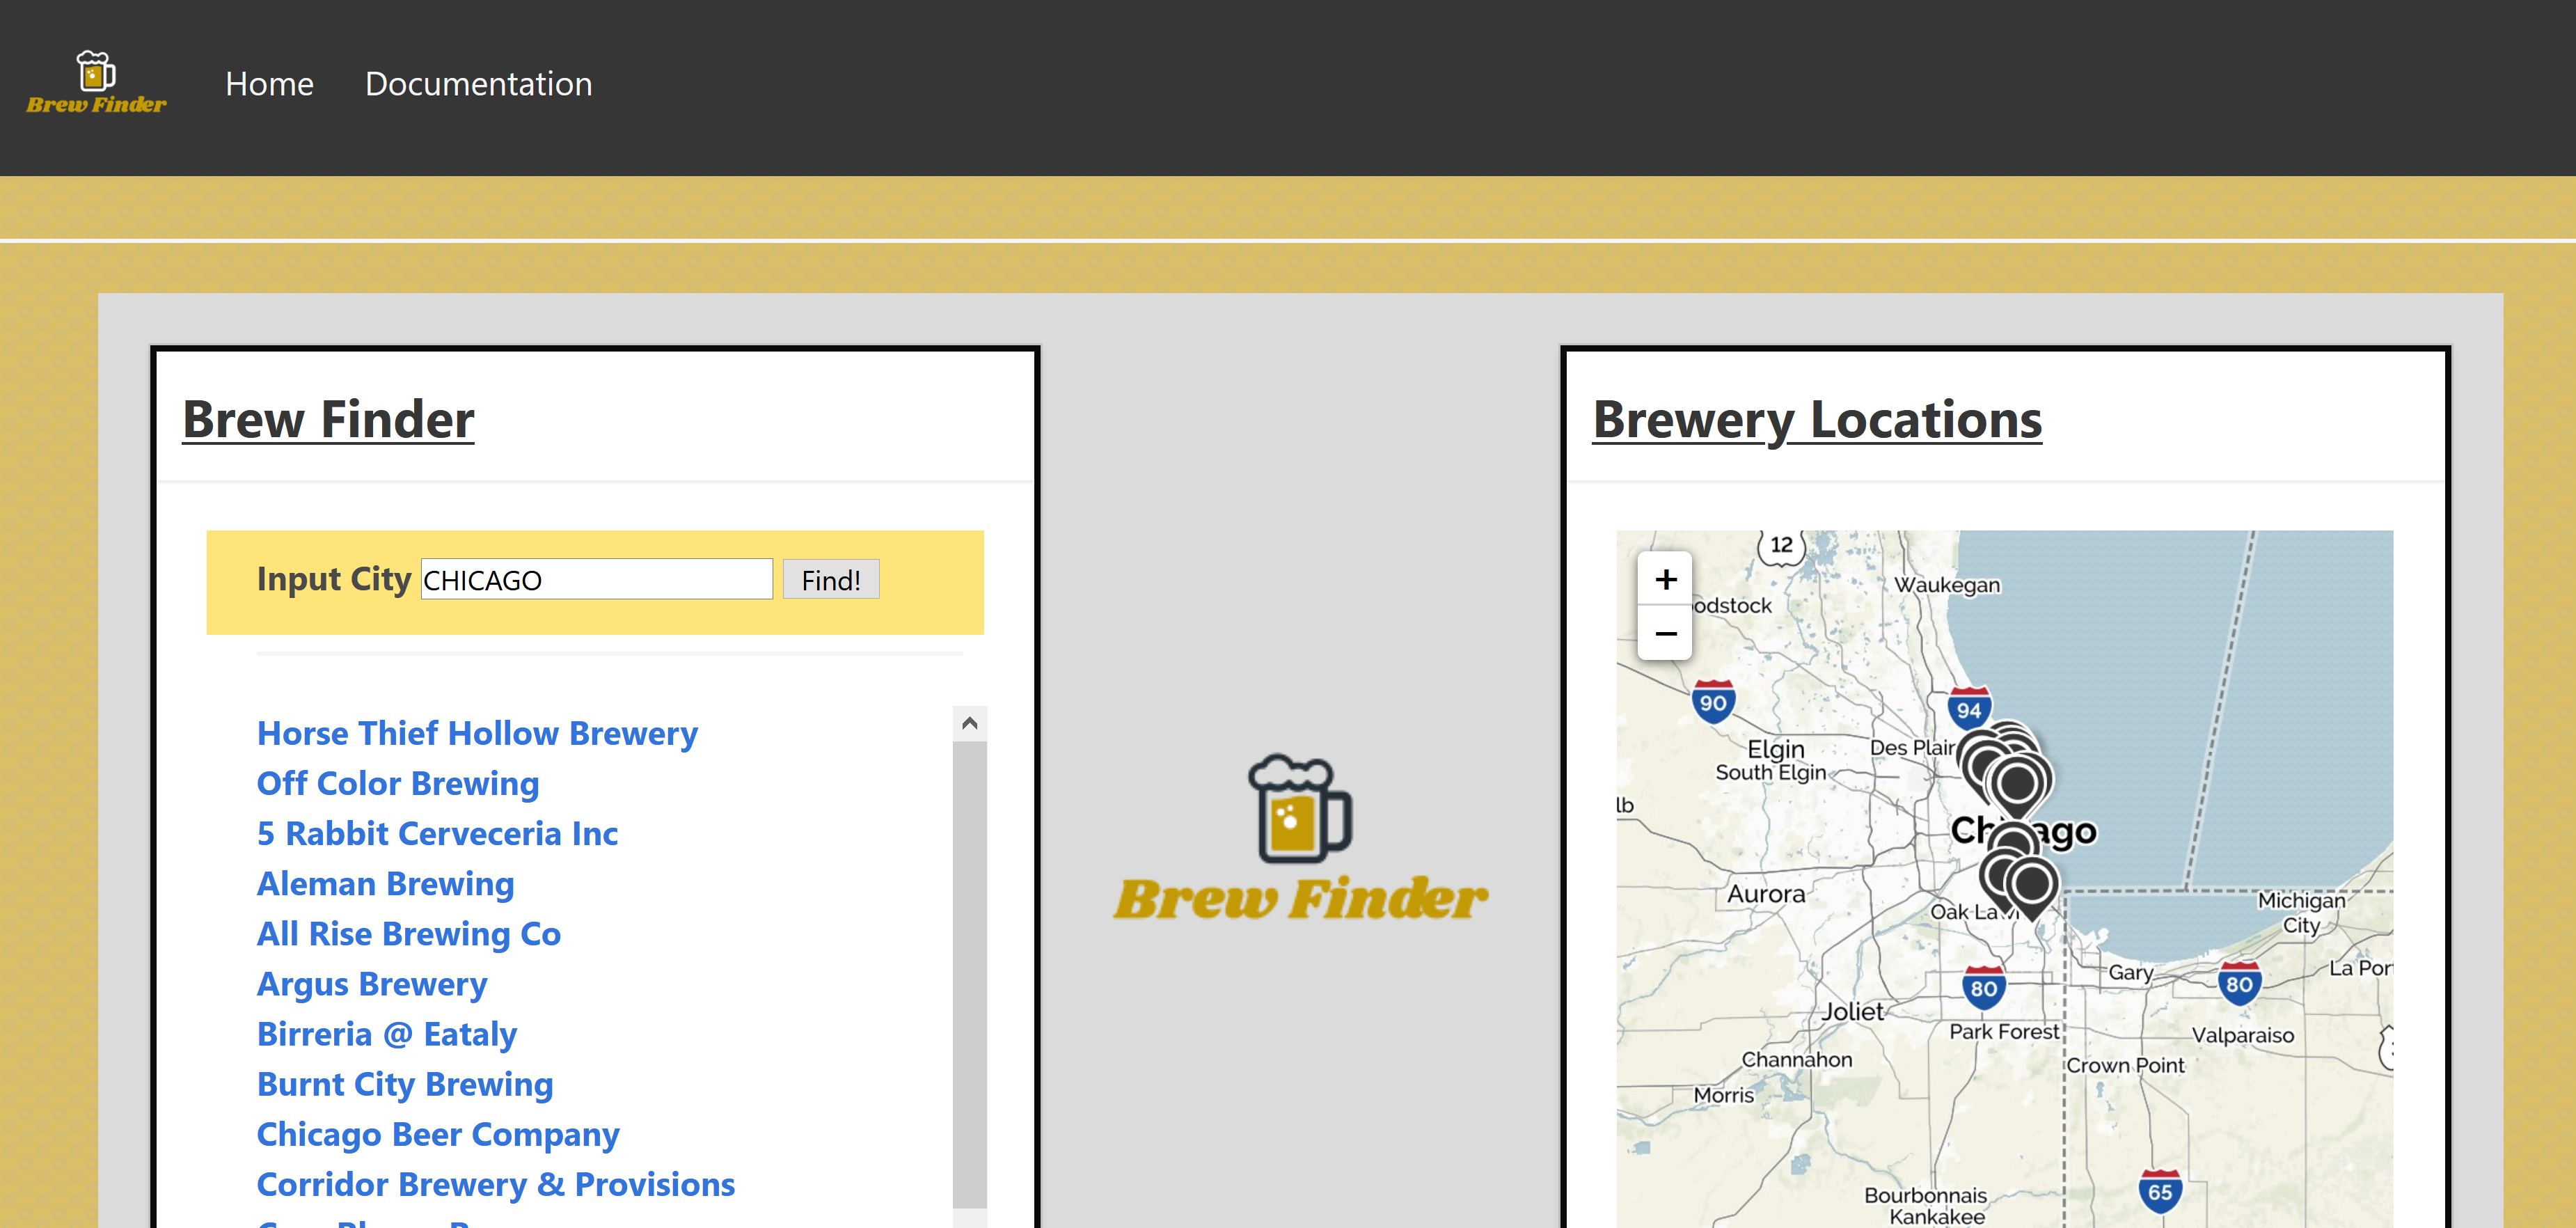 Brew Finder
Home
Documentation
Brew Finder
Input City CHICAGO Find!
Horse Thief Hollow Brewery
Off Color Brewing
5 Rabbit Cerveceria Inc
Aleman Brewing
All Rise Brewing Co
Argus Brewery
Birreria @ Eataly
Burnt City Brewing
Chicago Beer Company
Corridor Brewery & Provisions
Brew Finder
Brewery Locations
+
−
12
Waukegan
odstock
90
94
Elgin
South Elgin
Des Plair
lb
Aurora
Oak La
Michigan
City
Gary
La Por
80
80
Joliet
Park Forest
Valparaiso
Channahon
Crown Point
Morris
65
Bourbonnais
Kankakee